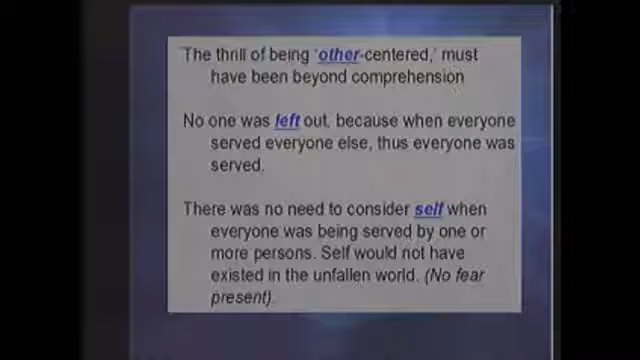 The thrill of being 'other-centered,' must
have been beyond comprehension
No one was left out, because when everyone
served everyone else, thus everyone was
served.
There was no need to consider self when
everyone was being served by one or
more persons. Self would not have
existed in the unfallen world. (No fear
present).